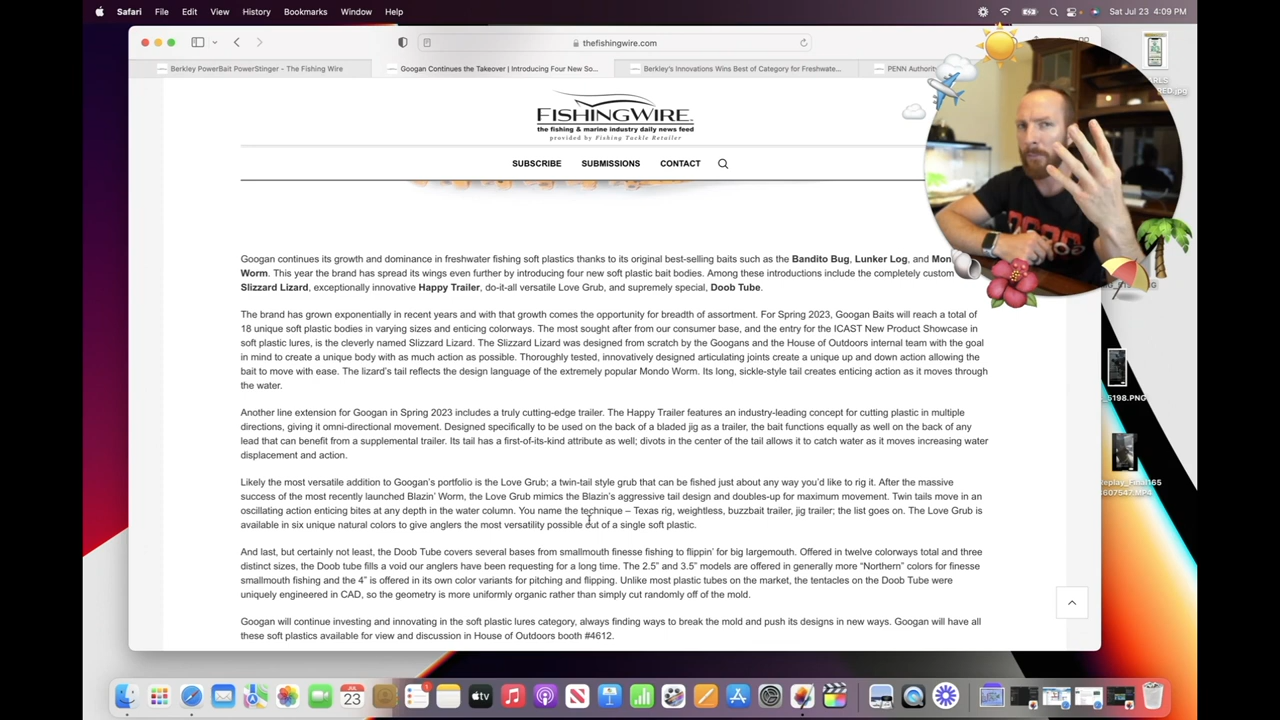 Safari File Edit View History Bookmarks Window Help Sat Jul 23 4:09 PM
thefishingwire.com
Berkley PowerBait PowerStinger - The Fishing Wire Googan Continues the Takeover | Introducing Four New So... Berkley's Innovations Wins Best of Category for Freshwate... PENN Authority
FISHINGWIRE
the fishing & marine industry daily news feed
provided by Fishing Tackle Retailer
SUBSCRIBE SUBMISSIONS CONTACT
Googan continues its growth and dominance in freshwater fishing soft plastics thanks to its original best-selling baits such as the Bandito Bug, Lunker Log, and Mon
Worm. This year the brand has spread its wings even further by introducing four new soft plastic bait bodies. Among these introductions include the completely custom
Slizzard Lizard, exceptionally innovative Happy Trailer, do-it-all versatile Love Grub, and supremely special, Doob Tube.
The brand has grown exponentially in recent years and with that growth comes the opportunity for breadth of assortment. For Spring 2023, Googan Baits will reach a total of
18 unique soft plastic bodies in varying sizes and enticing colorways. The most sought after from our consumer base, and the entry for the ICAST New Product Showcase in
soft plastic lures, is the cleverly named Slizzard Lizard. The Slizzard Lizard was designed from scratch by the Googans and the House of Outdoors internal team with the goal
in mind to create a unique body with as much action as possible. Thoroughly tested, innovatively designed articulating joints create a unique up and down action allowing the
bait to move with ease. The lizard's tail reflects the design language of the extremely popular Mondo Worm. Its long, sickle-style tail creates enticing action as it moves through
the water.
Another line extension for Googan in Spring 2023 includes a truly cutting-edge trailer. The Happy Trailer features an industry-leading concept for cutting plastic in multiple
directions, giving it omni-directional movement. Designed specifically to be used on the back of a bladed jig as a trailer, the bait functions equally as well on the back of any
lead that can benefit from a supplemental trailer. Its tail has a first-of-its-kind attribute as well; divots in the center of the tail allows it to catch water as it moves increasing water
displacement and action.
Likely the most versatile addition to Googan's portfolio is the Love Grub; a twin-tail style grub that can be fished just about any way you'd like to rig it. After the massive
success of the most recently launched Blazin' Worm, the Love Grub mimics the Blazin's aggressive tail design and doubles-up for maximum movement. Twin tails move in an
oscillating action enticing bites at any depth in the water column. You name the technique – Texas rig, weightless, buzzbait trailer, jig trailer; the list goes on. The Love Grub is
available in six unique natural colors to give anglers the most versatility possible out of a single soft plastic.
And last, but certainly not least, the Doob Tube covers several bases from smallmouth finesse fishing to flippin' for big largemouth. Offered in twelve colorways total and three
distinct sizes, the Doob tube fills a void our anglers have been requesting for a long time. The 2.5" and 3.5" models are offered in generally more "Northern" colors for finesse
smallmouth fishing and the 4" is offered in its own color variants for pitching and flipping. Unlike most plastic tubes on the market, the tentacles on the Doob Tube were
uniquely engineered in CAD, so the geometry is more uniformly organic rather than simply cut randomly off of the mold.
Googan will continue investing and innovating in the soft plastic lures category, always finding ways to break the mold and push its designs in new ways. Googan will have all
these soft plastics available for view and discussion in House of Outdoors booth #4612.
5198.PNG
JUL
23